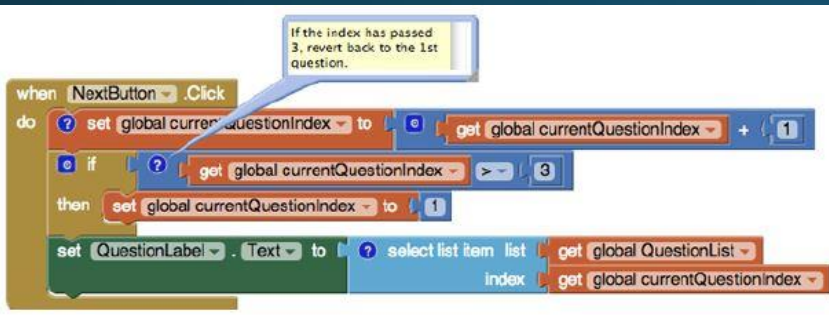 If the index has passed
3, revert back to the 1st
question.
when NextButton .Click
do ? set global currentQuestionIndex to get global currentQuestionIndex + 1
if ? get global currentQuestionIndex > 3
then set global currentQuestionIndex to 1
set QuestionLabel . Text to ? select list item list get global QuestionList
index get global currentQuestionIndex